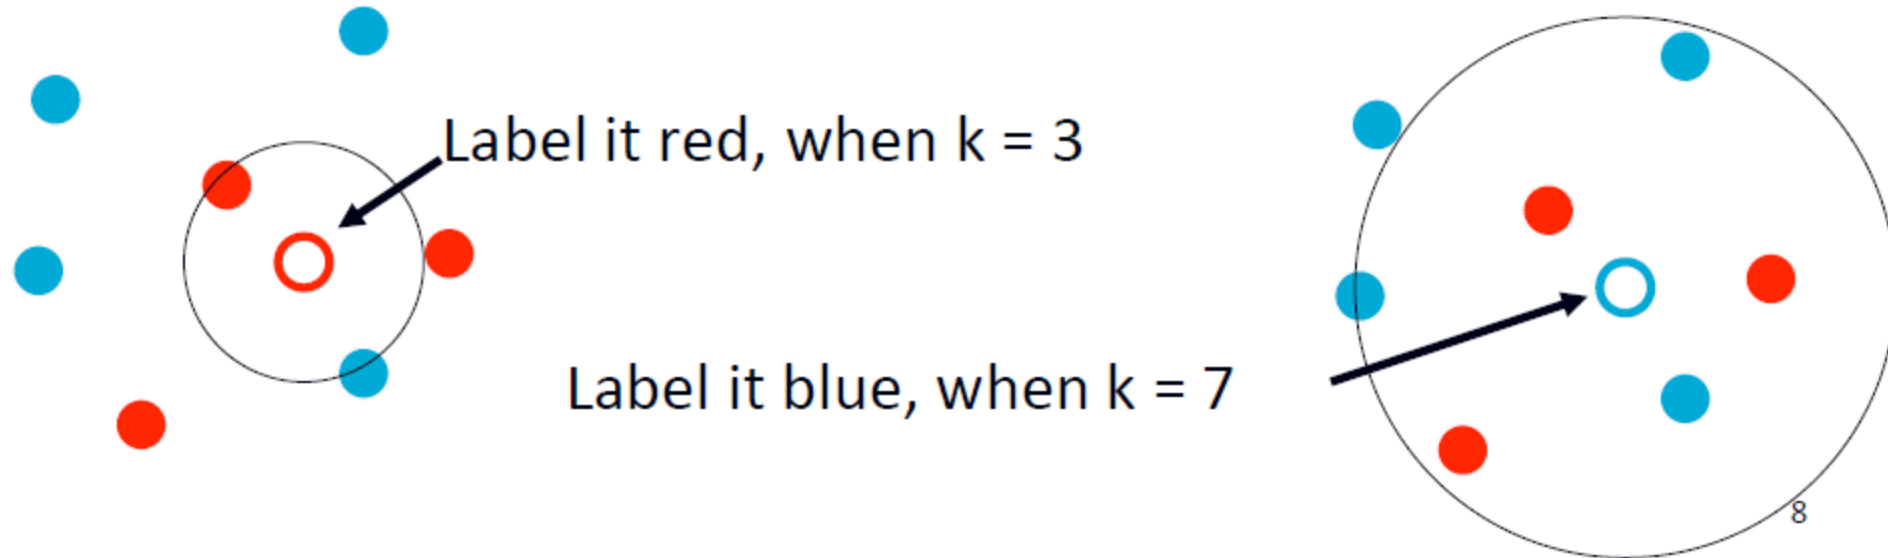 Label it red, when k = 3
Label it blue, when k = 7
8